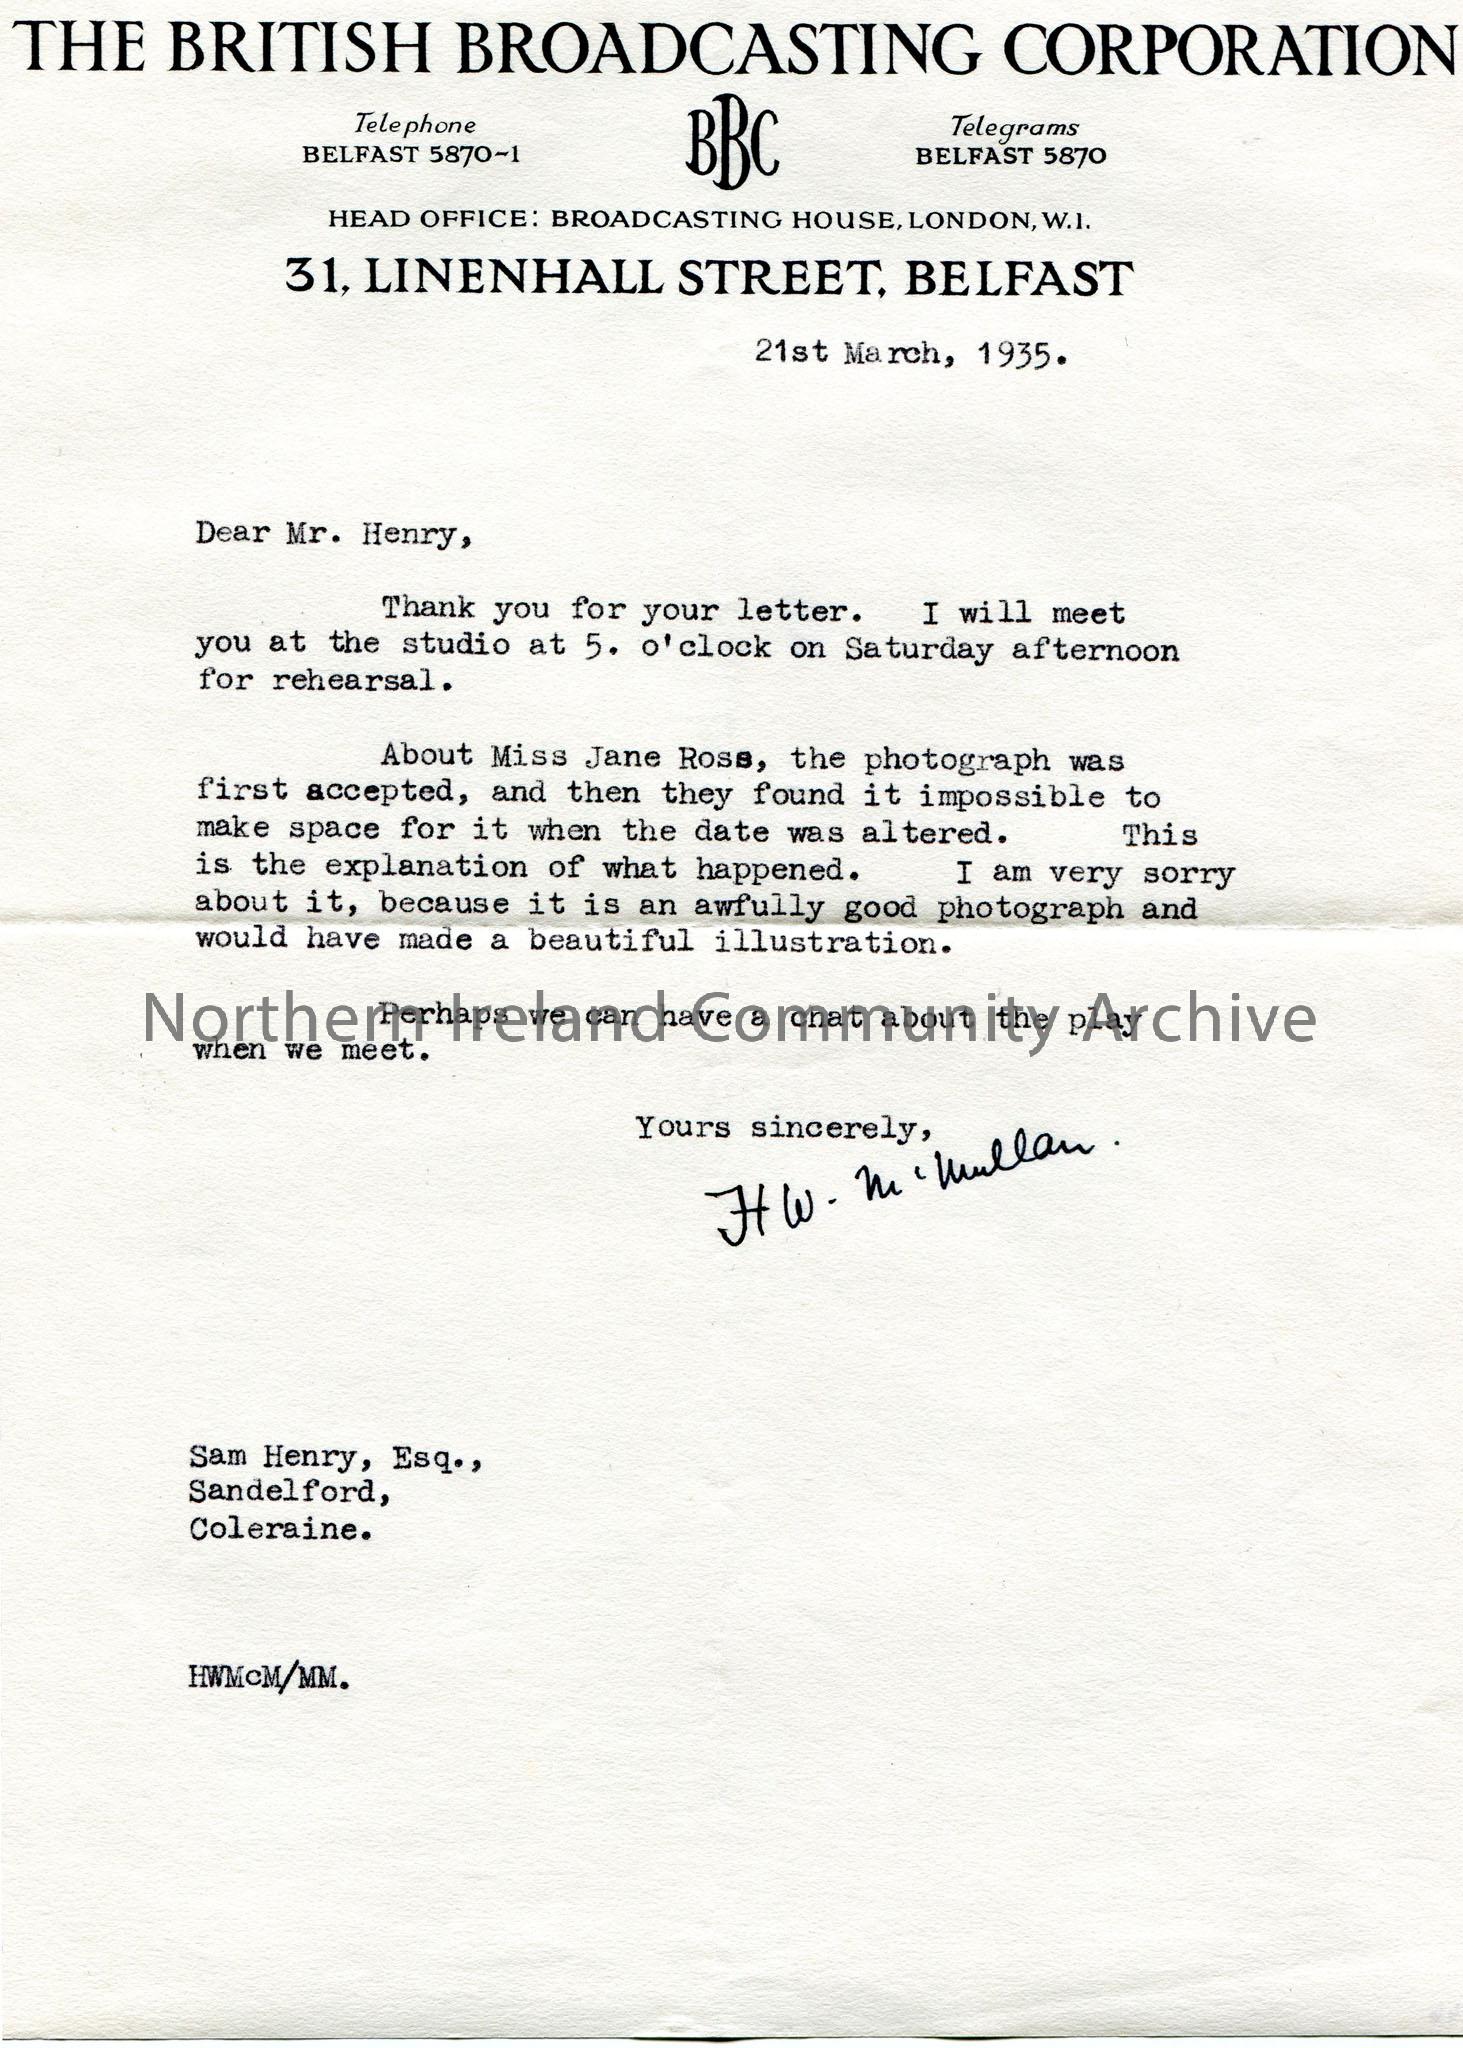 THE BRITISH BROADCASTING CORPORATION
Telephone
BELFAST 5870-1
BBC
Telegrams
BELFAST 5870
HEAD OFFICE: BROADCASTING HOUSE, LONDON, W.1.
31, LINENHALL STREET, BELFAST
21st March, 1935.
Dear Mr. Henry,
Thank you for your letter. I will meet
you at the studio at 5. o'clock on Saturday afternoon
for rehearsal.
About Miss Jane Ross, the photograph was
first accepted, and then they found it impossible to
make space for it when the date was altered. This
is the explanation of what happened. I am very sorry
about it, because it is an awfully good photograph and
would have made a beautiful illustration.
Perhaps we can have a chat about the play
when we meet.
Northern Ireland Community Archive
Yours sincerely,
HW. McMullan.
Sam Henry, Esq.,
Sandelford,
Coleraine.
HWMcM/MM.